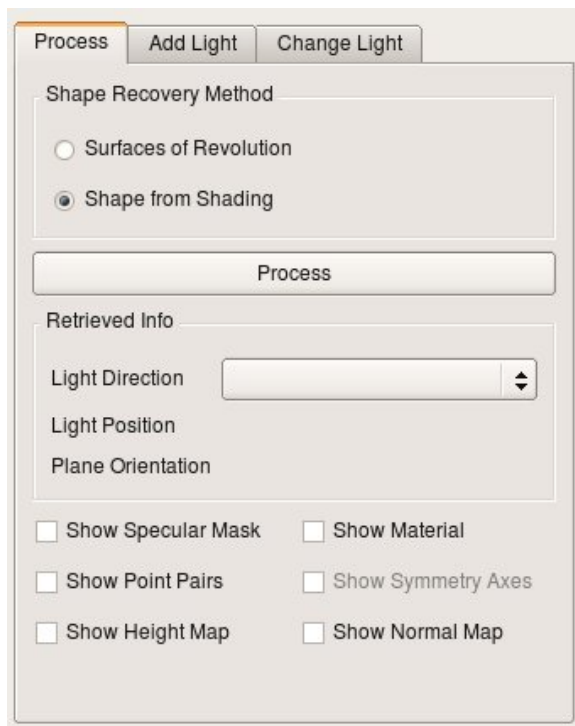 Process Add Light Change Light
Shape Recovery Method
Surfaces of Revolution
Shape from Shading
Process
Retrieved Info
Light Direction
Light Position
Plane Orientation
Show Specular Mask Show Material
Show Point Pairs Show Symmetry Axes
Show Height Map Show Normal Map